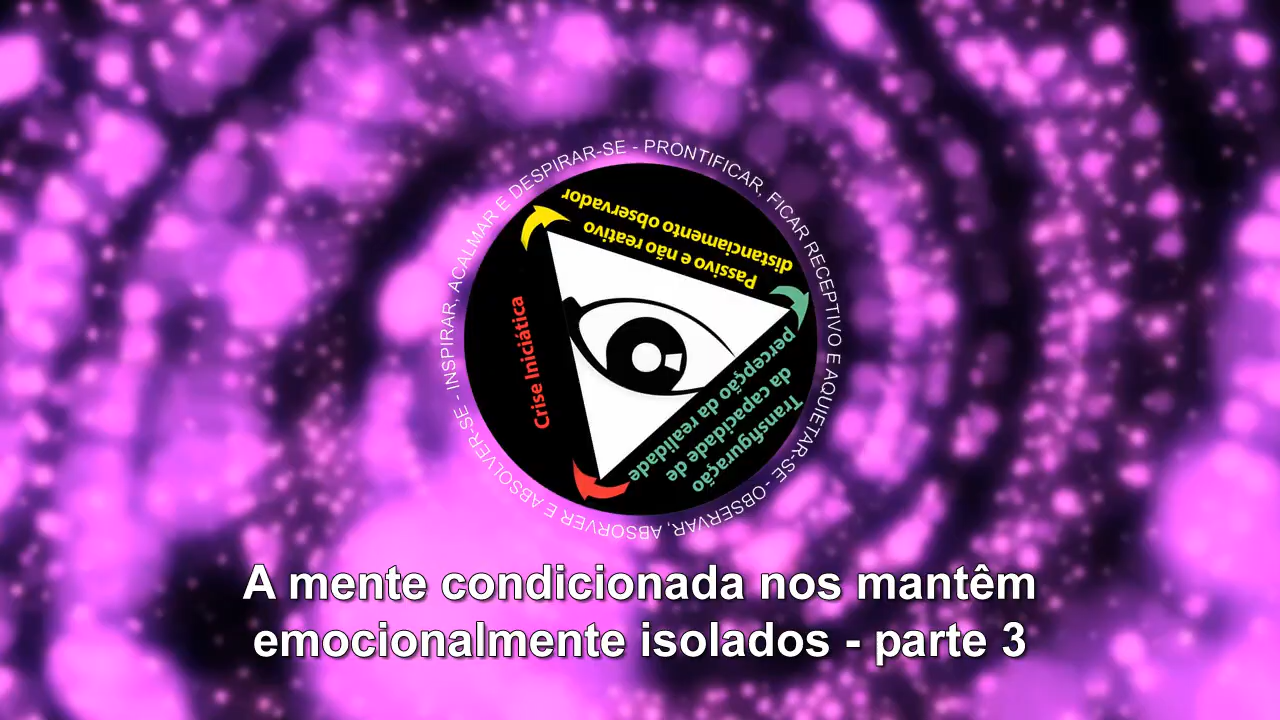 INSPIRAR, ACALMAR E DESPIRAR-SE - PRONTIFICAR, FICAR RECEPTIVO E AQUIETAR-SE - OBSERVAR, ABSORVER E ABSOLVER-SE -
Passivo e não reativo
distanciamento observador
Crise Iniciática
Transfiguração
da capacidade de
percepção da realidade
A mente condicionada nos mantêm
emocionalmente isolados - parte 3